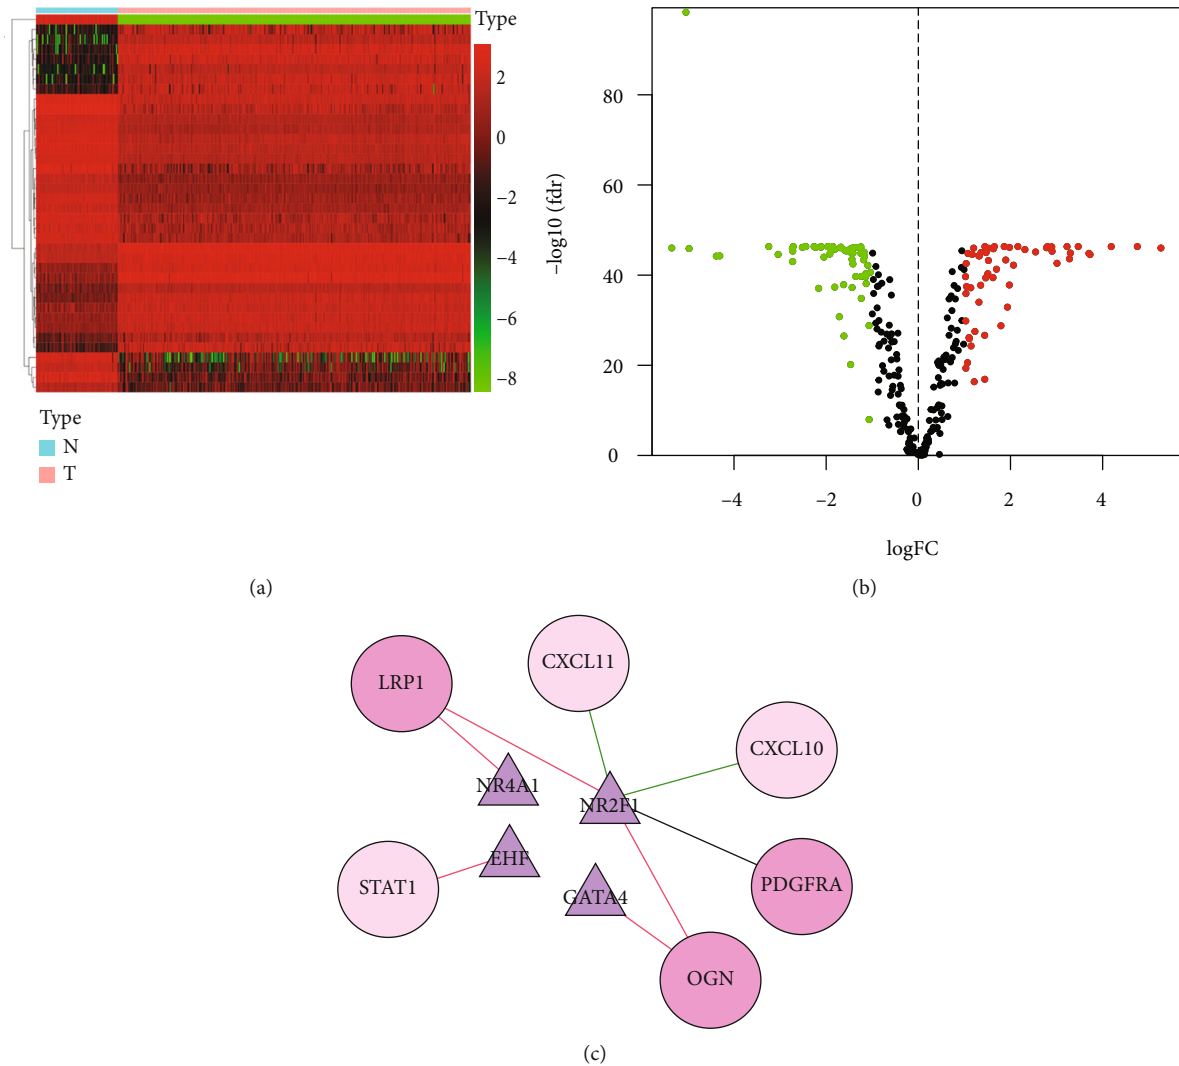 Type
2
0
−2
−4
−6
−8
Type
N
T
(a)
−log10 (fdr)
80
60
40
20
0
−4 −2 0 2 4
logFC
(b)
CXCL11
LRP1
CXCL10
NR4A1
NR2F1
EHF
STAT1
GATA4
PDGFRA
OGN
(c)